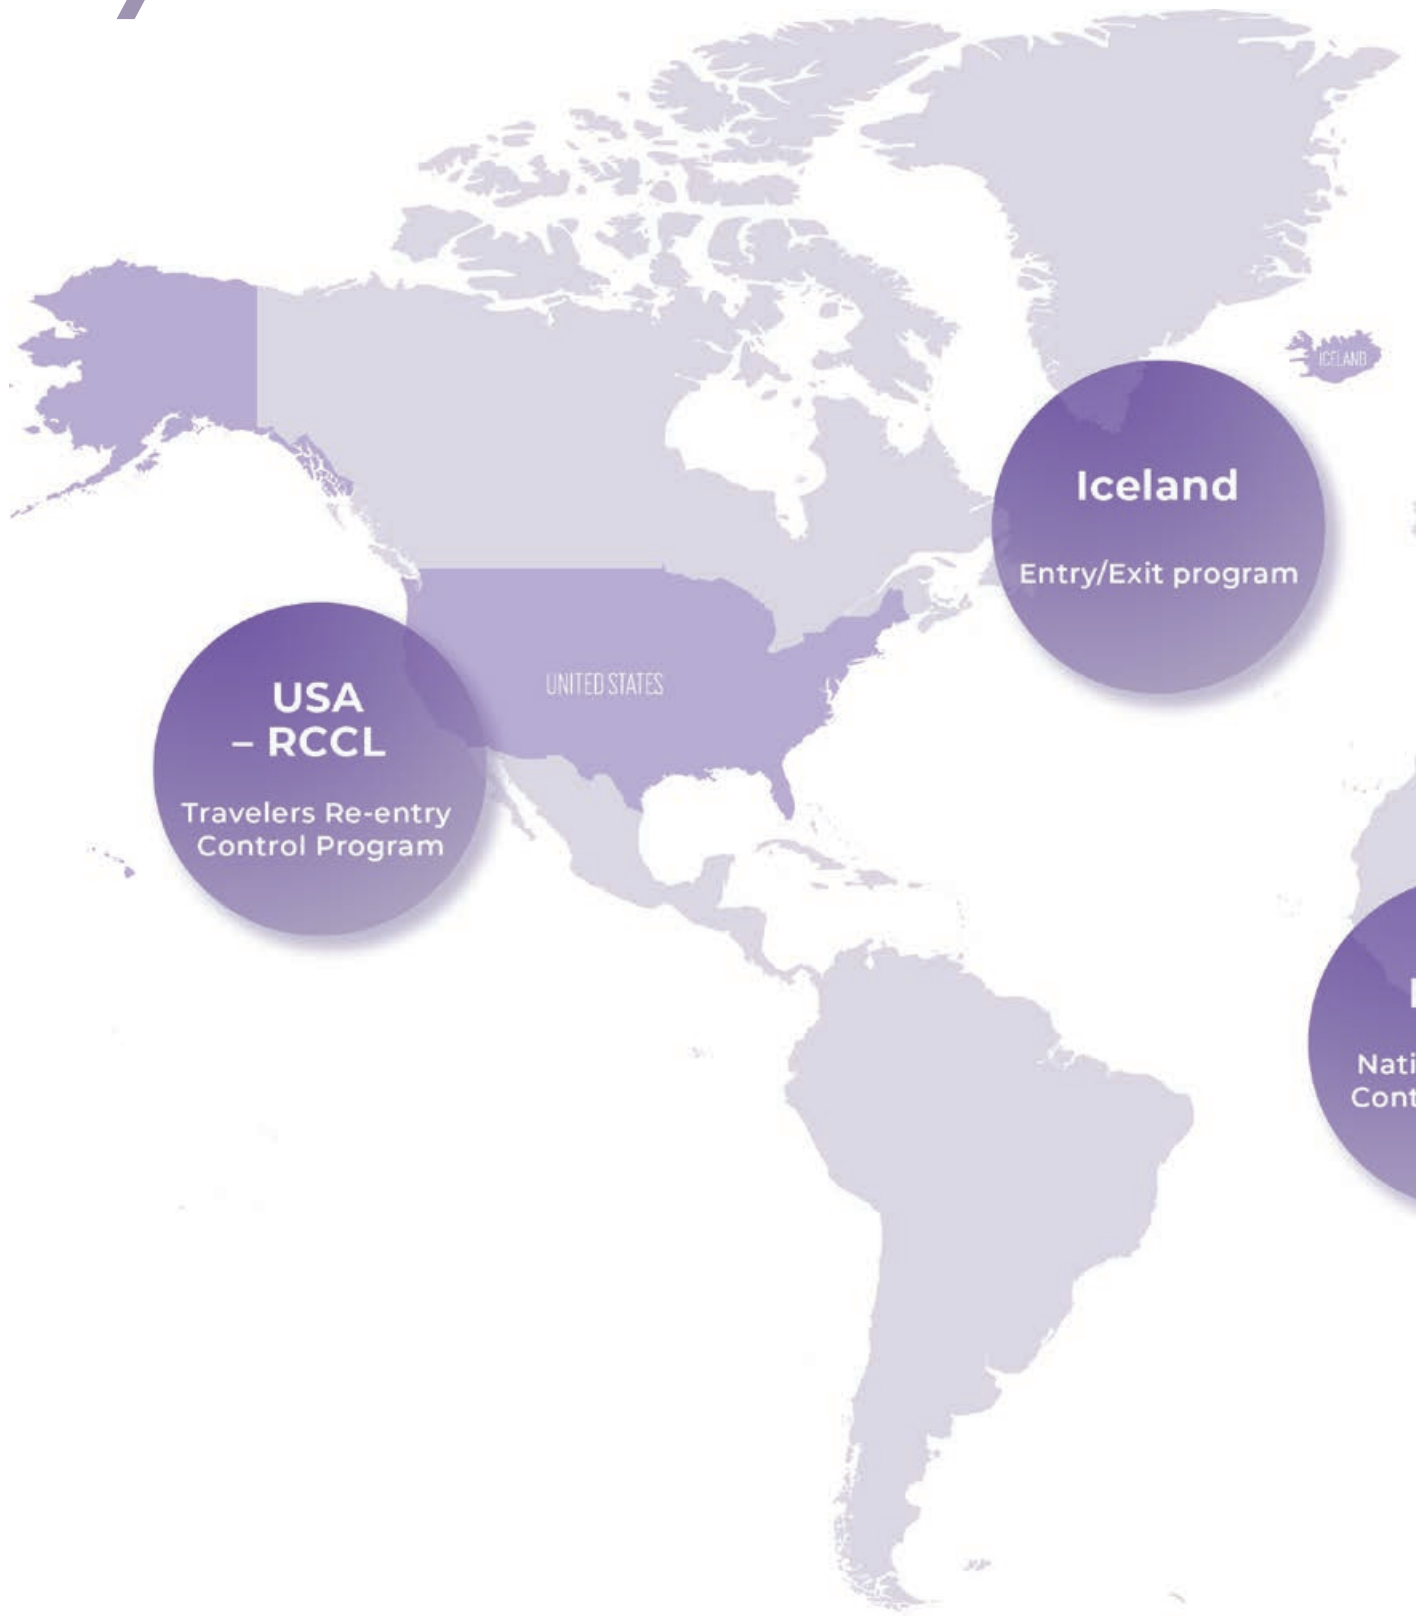 ICELAND
Iceland
Entry/Exit program
UNITED STATES
USA
– RCCL
Travelers Re-entry
Control Program